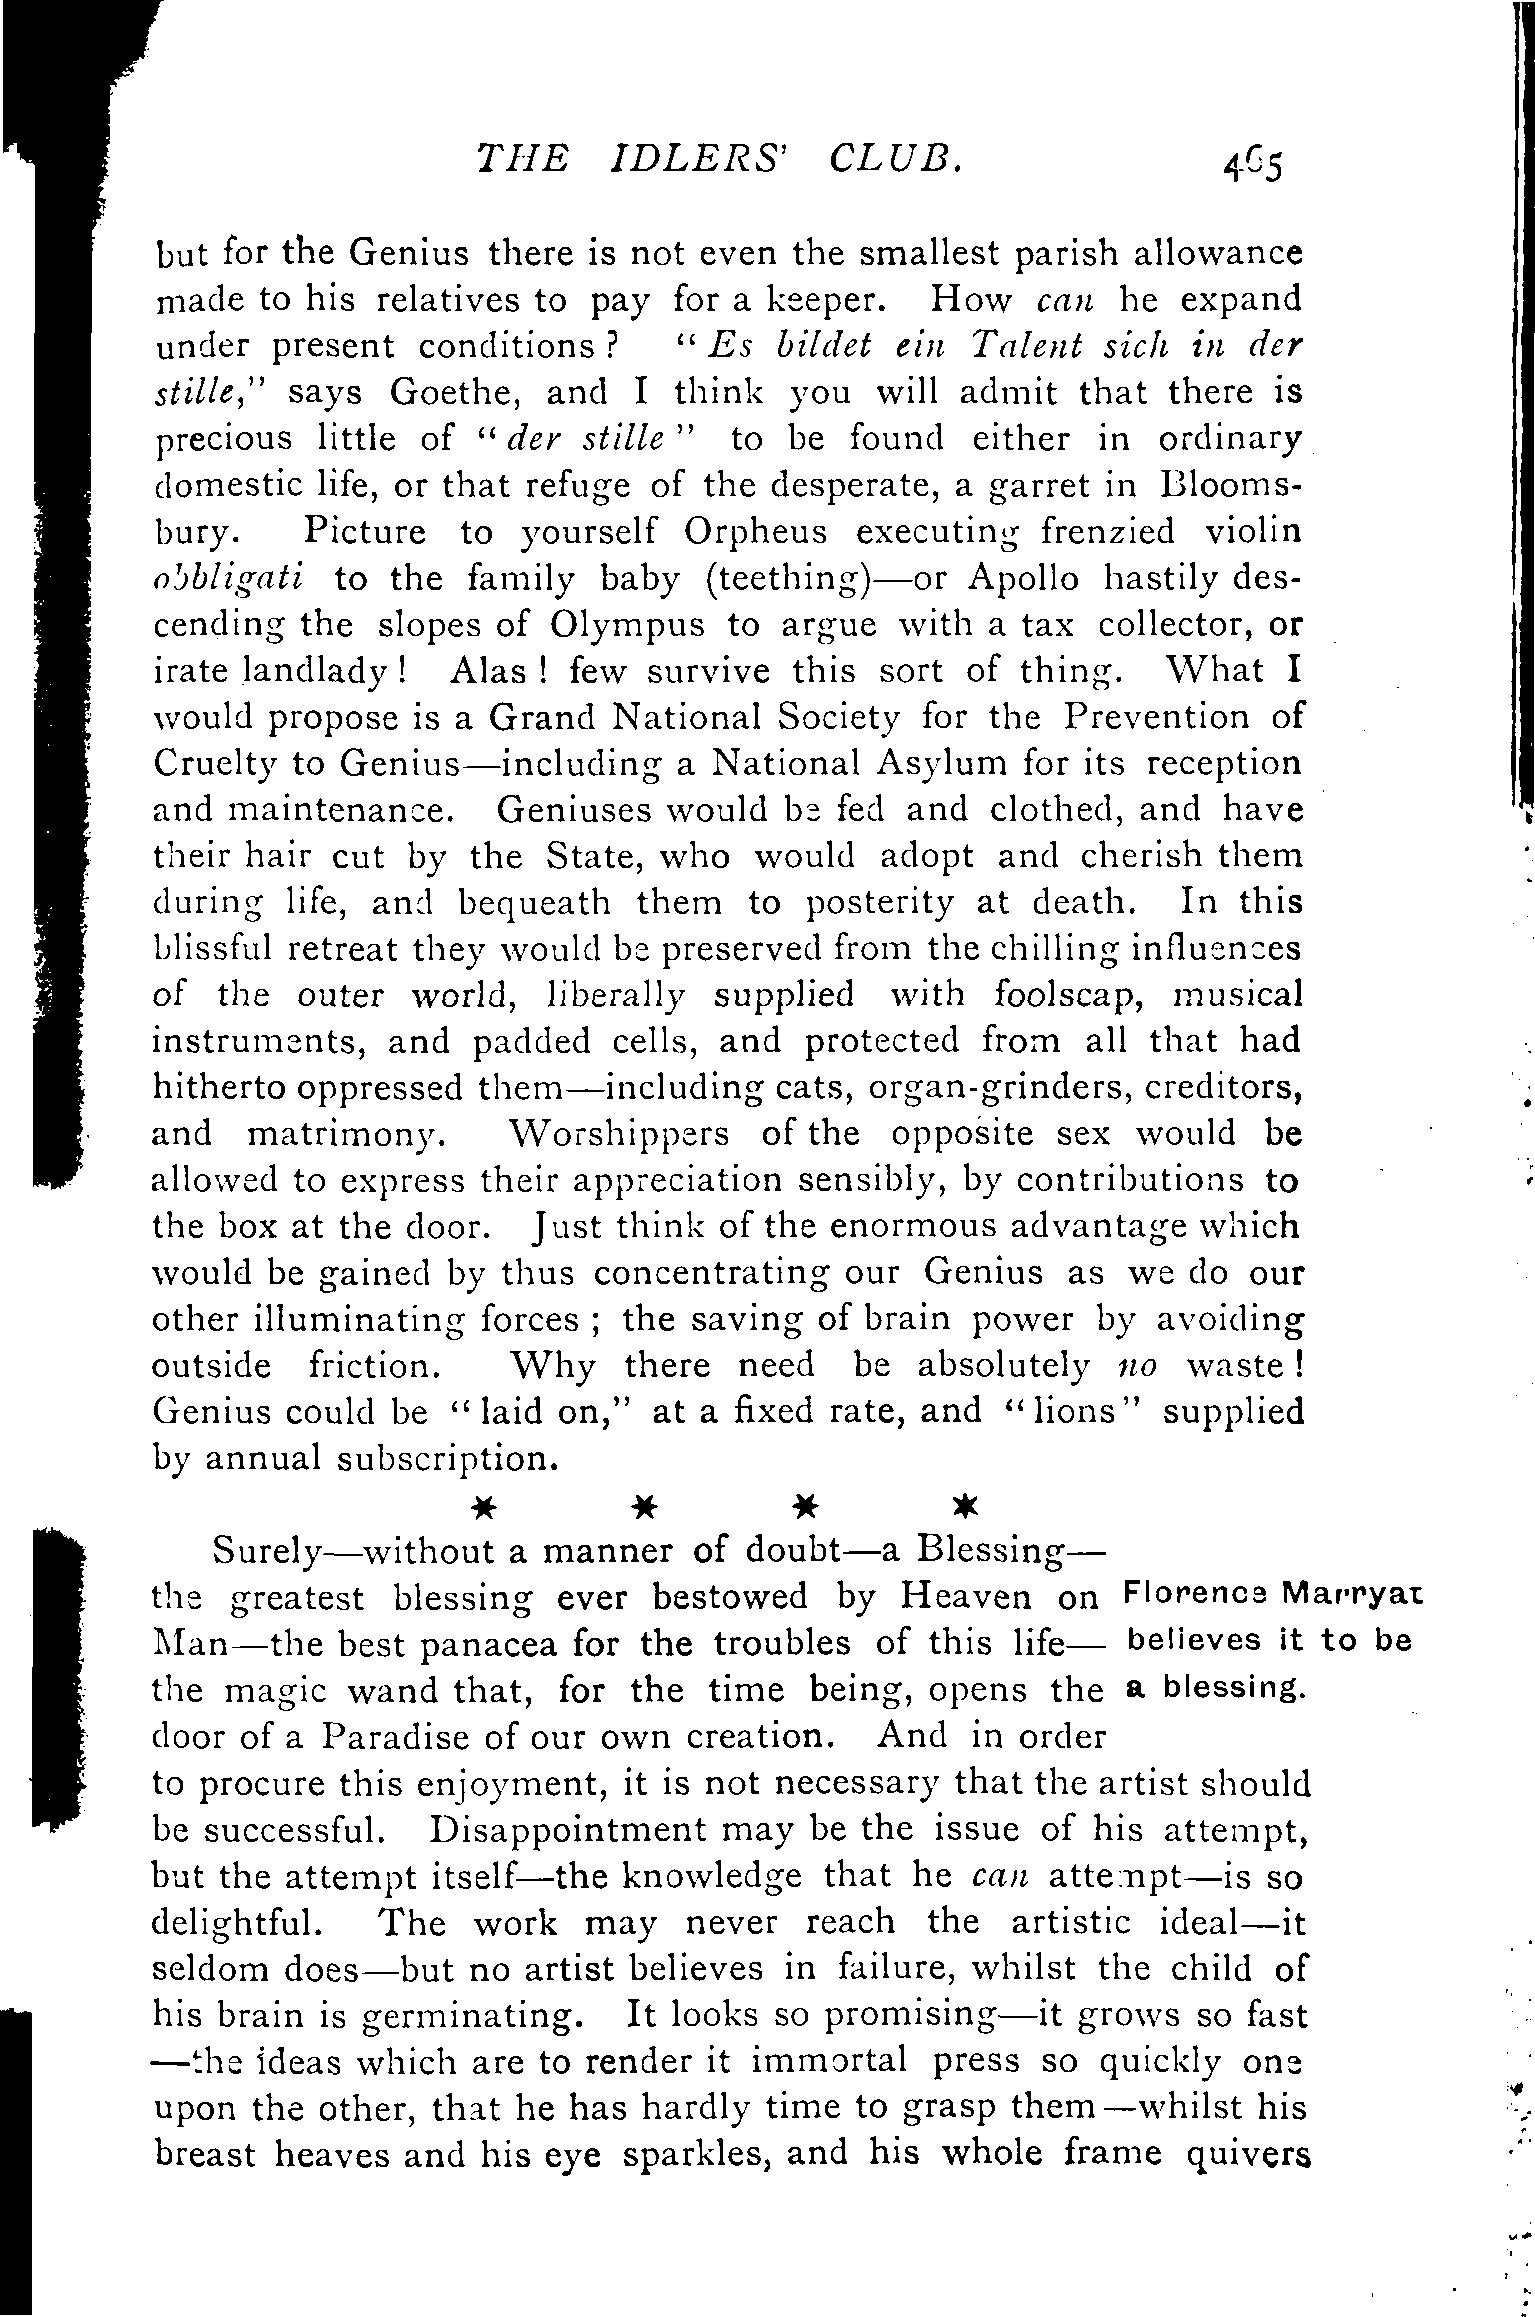 THE IDLERS' CLUB. 465
but for the Genius there is not even the smallest parish allowance
made to his relatives to pay for a keeper. How can he expand
under present conditions ? "Es bildet ein Talent sich in der
stille," says Goethe, and I think you will admit that there is
precious little of "der stille" to be found either in ordinary
domestic life, or that refuge of the desperate, a garret in Blooms-
bury. Picture to yourself Orpheus executing frenzied violin
obbligati to the family baby (teething)—or Apollo hastily des-
cending the slopes of Olympus to argue with a tax collector, or
irate landlady ! Alas ! few survive this sort of thing. What I
would propose is a Grand National Society for the Prevention of
Cruelty to Genius—including a National Asylum for its reception
and maintenance. Geniuses would be fed and clothed, and have
their hair cut by the State, who would adopt and cherish them
during life, and bequeath them to posterity at death. In this
blissful retreat they would be preserved from the chilling influences
of the outer world, liberally supplied with foolscap, musical
instruments, and padded cells, and protected from all that had
hitherto oppressed them—including cats, organ-grinders, creditors,
and matrimony. Worshippers of the opposite sex would be
allowed to express their appreciation sensibly, by contributions to
the box at the door. Just think of the enormous advantage which
would be gained by thus concentrating our Genius as we do our
other illuminating forces ; the saving of brain power by avoiding
outside friction. Why there need be absolutely no waste !
Genius could be "laid on," at a fixed rate, and "lions" supplied
by annual subscription.
* * * *
Surely—without a manner of doubt—a Blessing—
the greatest blessing ever bestowed by Heaven on
Man—the best panacea for the troubles of this life—
the magic wand that, for the time being, opens the
door of a Paradise of our own creation. And in order
Florence Marryat
believes it to be
a blessing.
to procure this enjoyment, it is not necessary that the artist should
be successful. Disappointment may be the issue of his attempt,
but the attempt itself—the knowledge that he can attempt—is so
delightful. The work may never reach the artistic ideal—it
seldom does—but no artist believes in failure, whilst the child of
his brain is germinating. It looks so promising—it grows so fast
—the ideas which are to render it immortal press so quickly one
upon the other, that he has hardly time to grasp them—whilst his
breast heaves and his eye sparkles, and his whole frame quivers